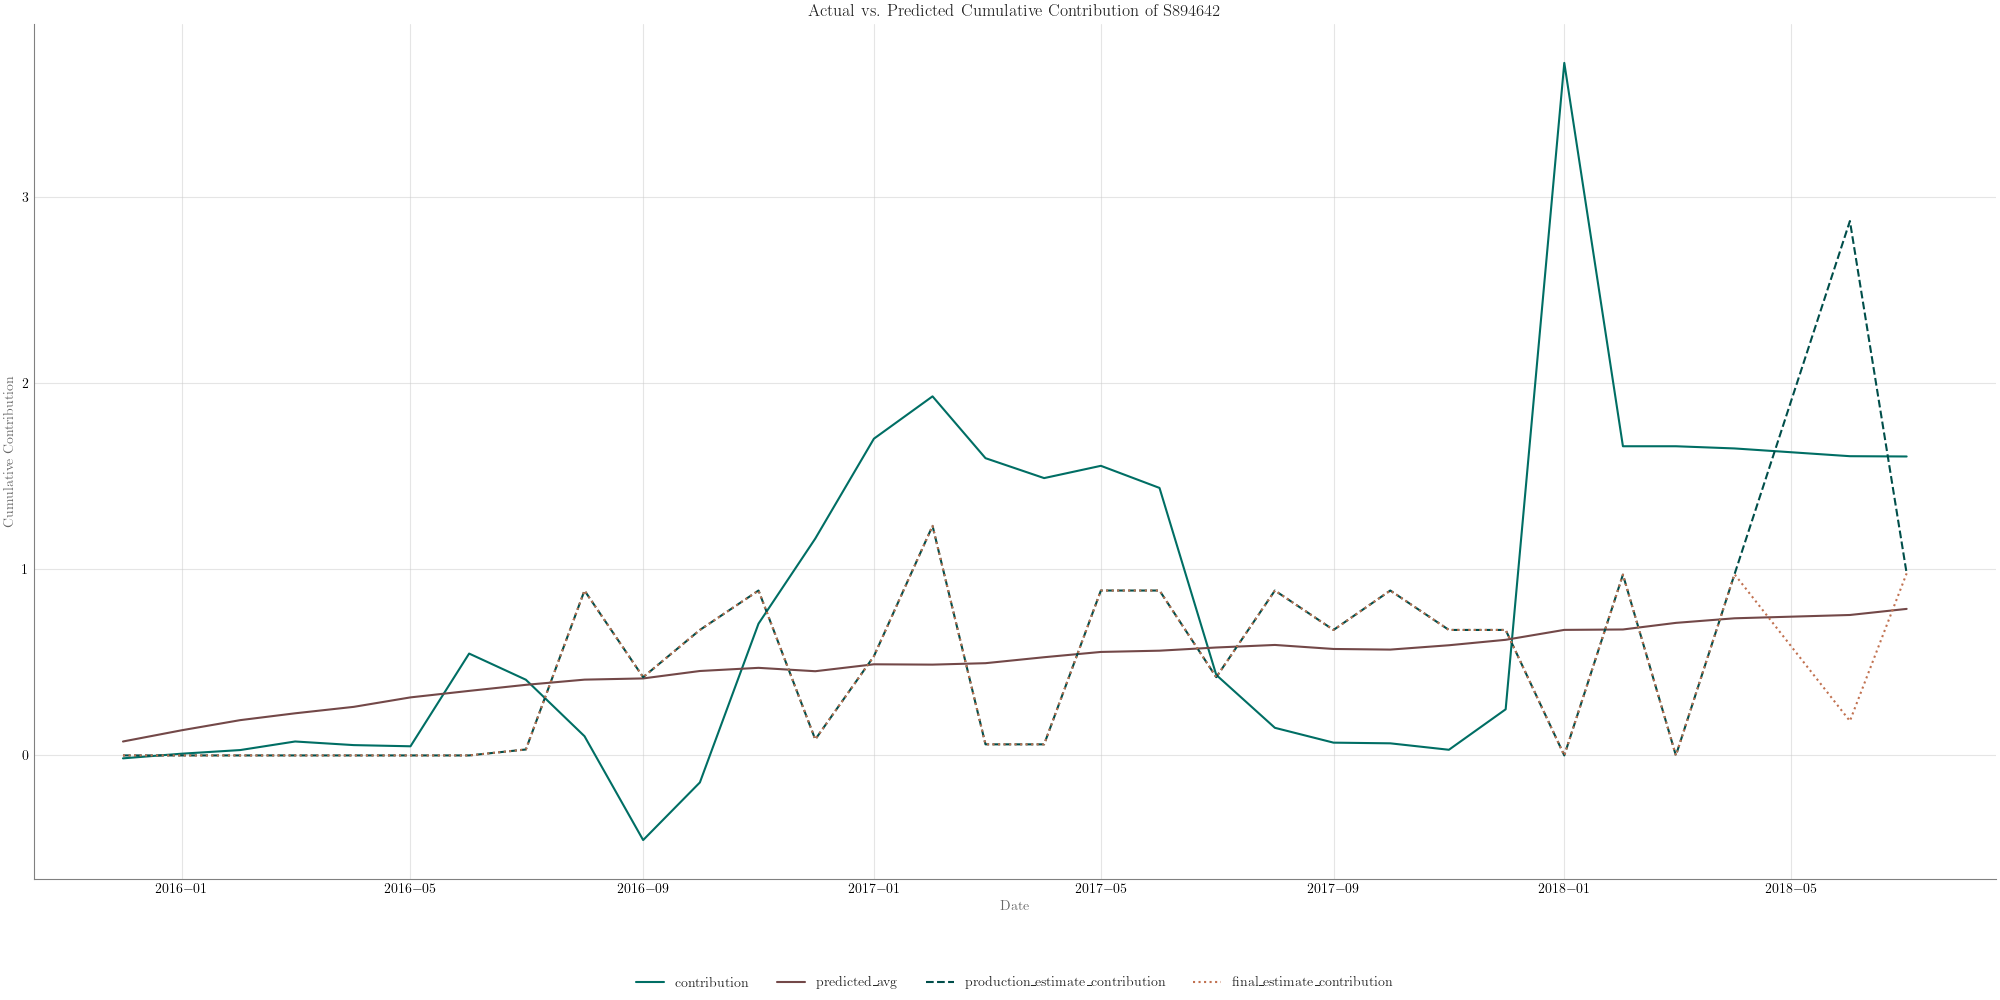 Actual vs. Predicted Cumulative Contribution of S894642
Cumulative Contribution
3
2
1
0
2016−01 2016−05 2016−09 2017−01 2017−05 2017−09 2018−01 2018−05
Date
contribution predicted_avg production_estimate_contribution final_estimate_contribution